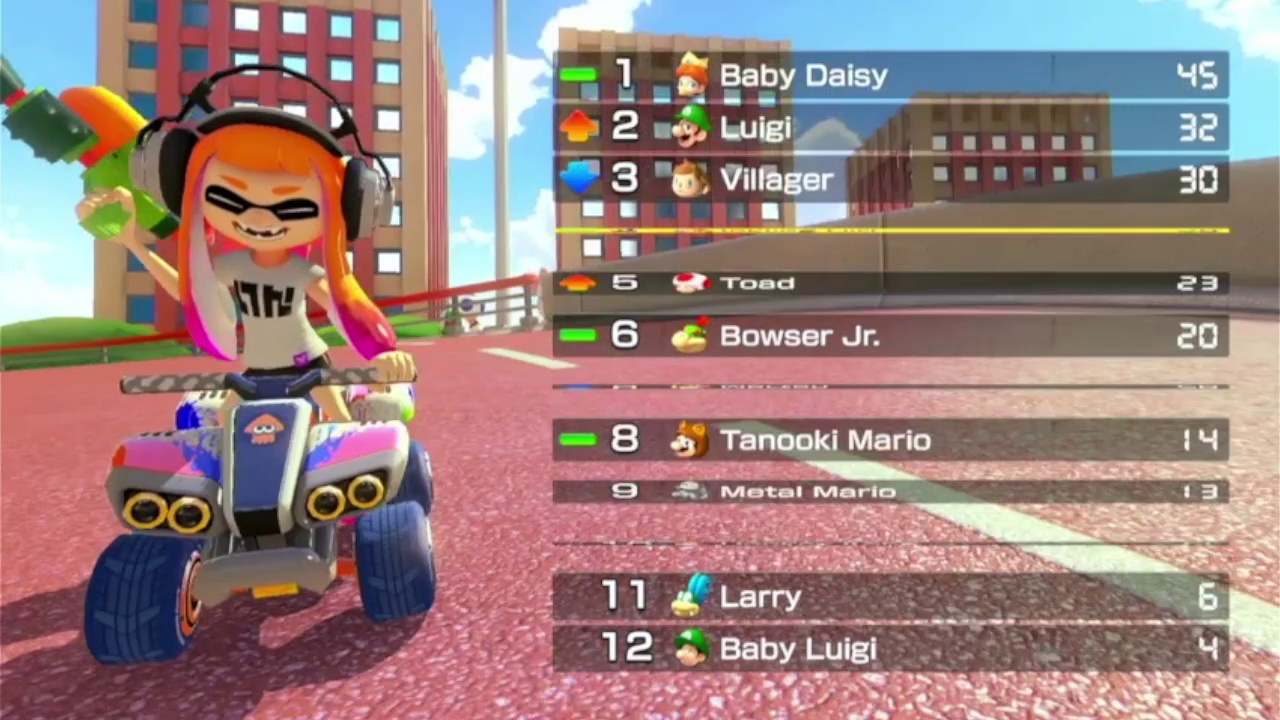 1 Baby Daisy 45
2 Luigi 32
3 Villager 30
5 Toad 23
6 Bowser Jr. 20
8 Tanooki Mario 14
9 Metal Mario 13
11 Larry 6
12 Baby Luigi 4